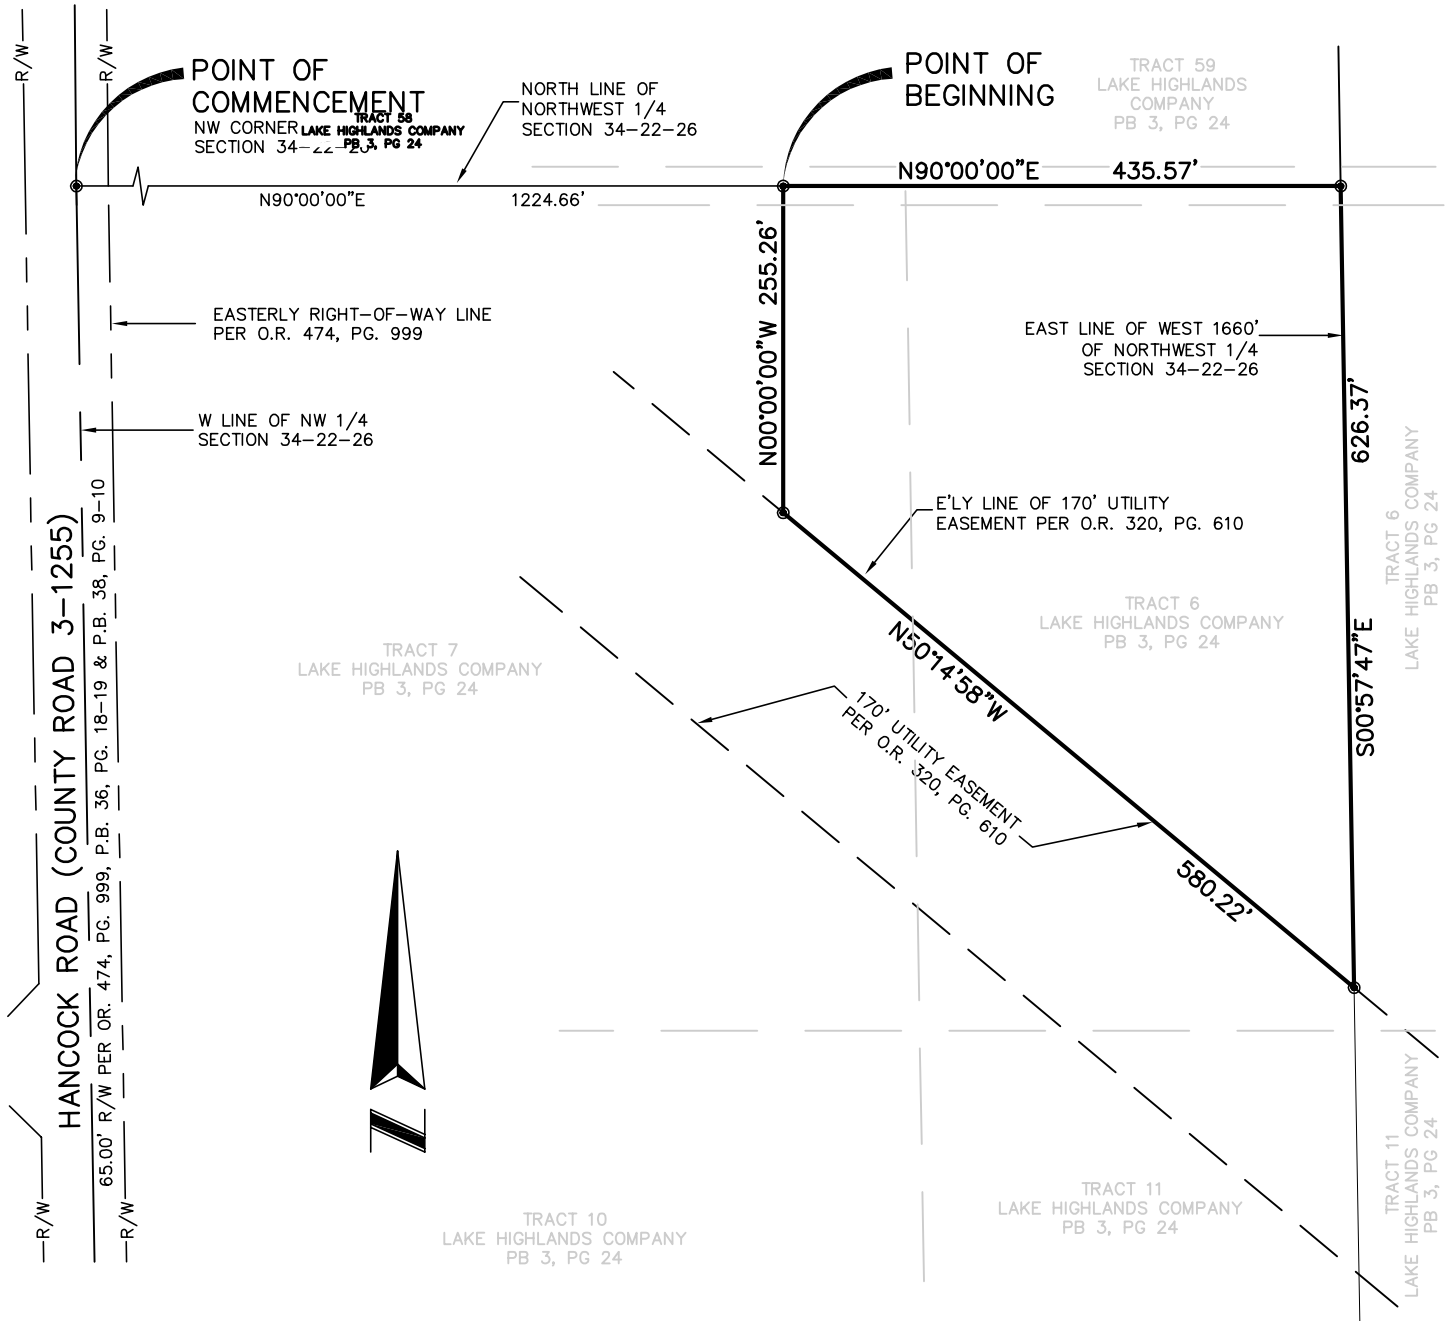 R/W
R/W
POINT OF
COMMENCEMENT
NW CORNER
SECTION 34-22-26
TRACT 58
LAKE HIGHLANDS COMPANY
PB 3, PG 24
NORTH LINE OF
NORTHWEST 1/4
SECTION 34-22-26
POINT OF
BEGINNING
TRACT 59
LAKE HIGHLANDS
COMPANY
PB 3, PG 24
N90°00'00"E 1224.66'
N90°00'00"E 435.57'
N00°00'00"W 255.26'
EASTERLY RIGHT-OF-WAY LINE
PER O.R. 474, PG. 999
EAST LINE OF WEST 1660'
OF NORTHWEST 1/4
SECTION 34-22-26
W LINE OF NW 1/4
SECTION 34-22-26
626.37'
S00°57'47"E
E'LY LINE OF 170' UTILITY
EASEMENT PER O.R. 320, PG. 610
TRACT 6
LAKE HIGHLANDS COMPANY
PB 3, PG 24
TRACT 6
LAKE HIGHLANDS COMPANY
PB 3, PG 24
TRACT 7
LAKE HIGHLANDS COMPANY
PB 3, PG 24
N50°14'58"W
580.22'
170' UTILITY EASEMENT
PER O.R. 320, PG. 610
HANCOCK ROAD (COUNTY ROAD 3-1255)
65.00' R/W PER OR. 474, PG. 999, P.B. 36, PG. 18-19 & P.B. 38, PG. 9-10
R/W
R/W
TRACT 10
LAKE HIGHLANDS COMPANY
PB 3, PG 24
TRACT 11
LAKE HIGHLANDS COMPANY
PB 3, PG 24
TRACT 11
LAKE HIGHLANDS COMPANY
PB 3, PG 24
N